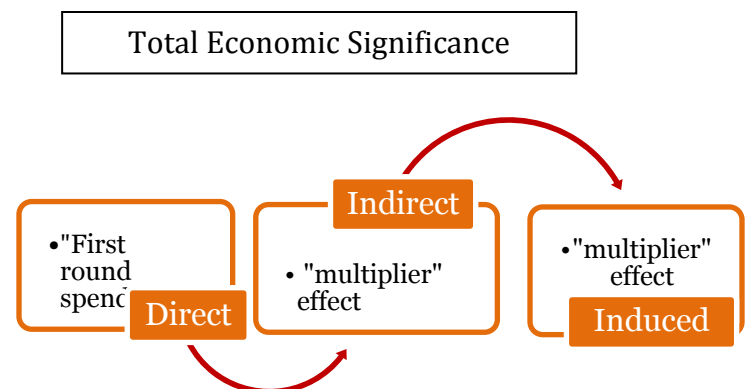 Total Economic Significance
•"First
round
Direct
Indirect
• "multiplier"
effect
•"multiplier"
effect
Induced